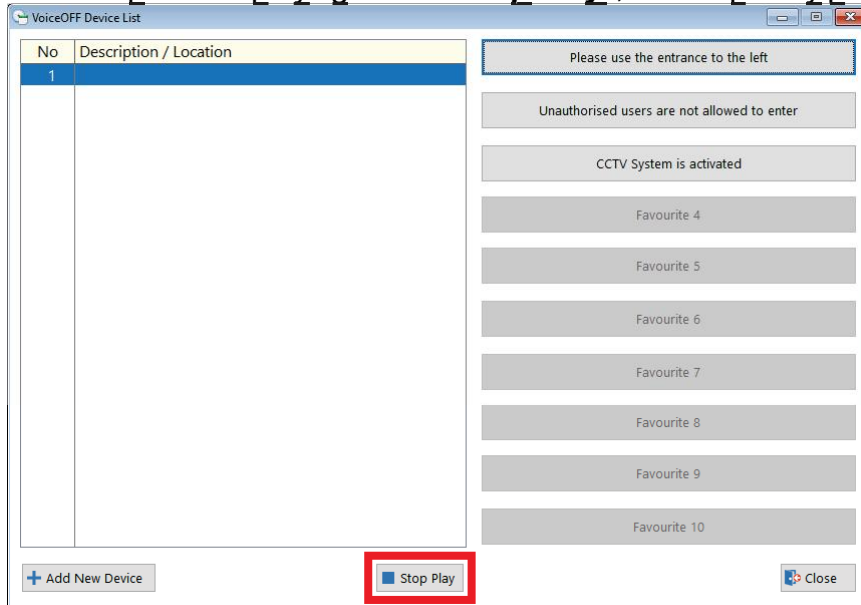 VoiceOFF Device List
No Description / Location
1
Please use the entrance to the left
Unauthorised users are not allowed to enter
CCTV System is activated
Favourite 4
Favourite 5
Favourite 6
Favourite 7
Favourite 8
Favourite 9
Favourite 10
Add New Device
Stop Play
Close